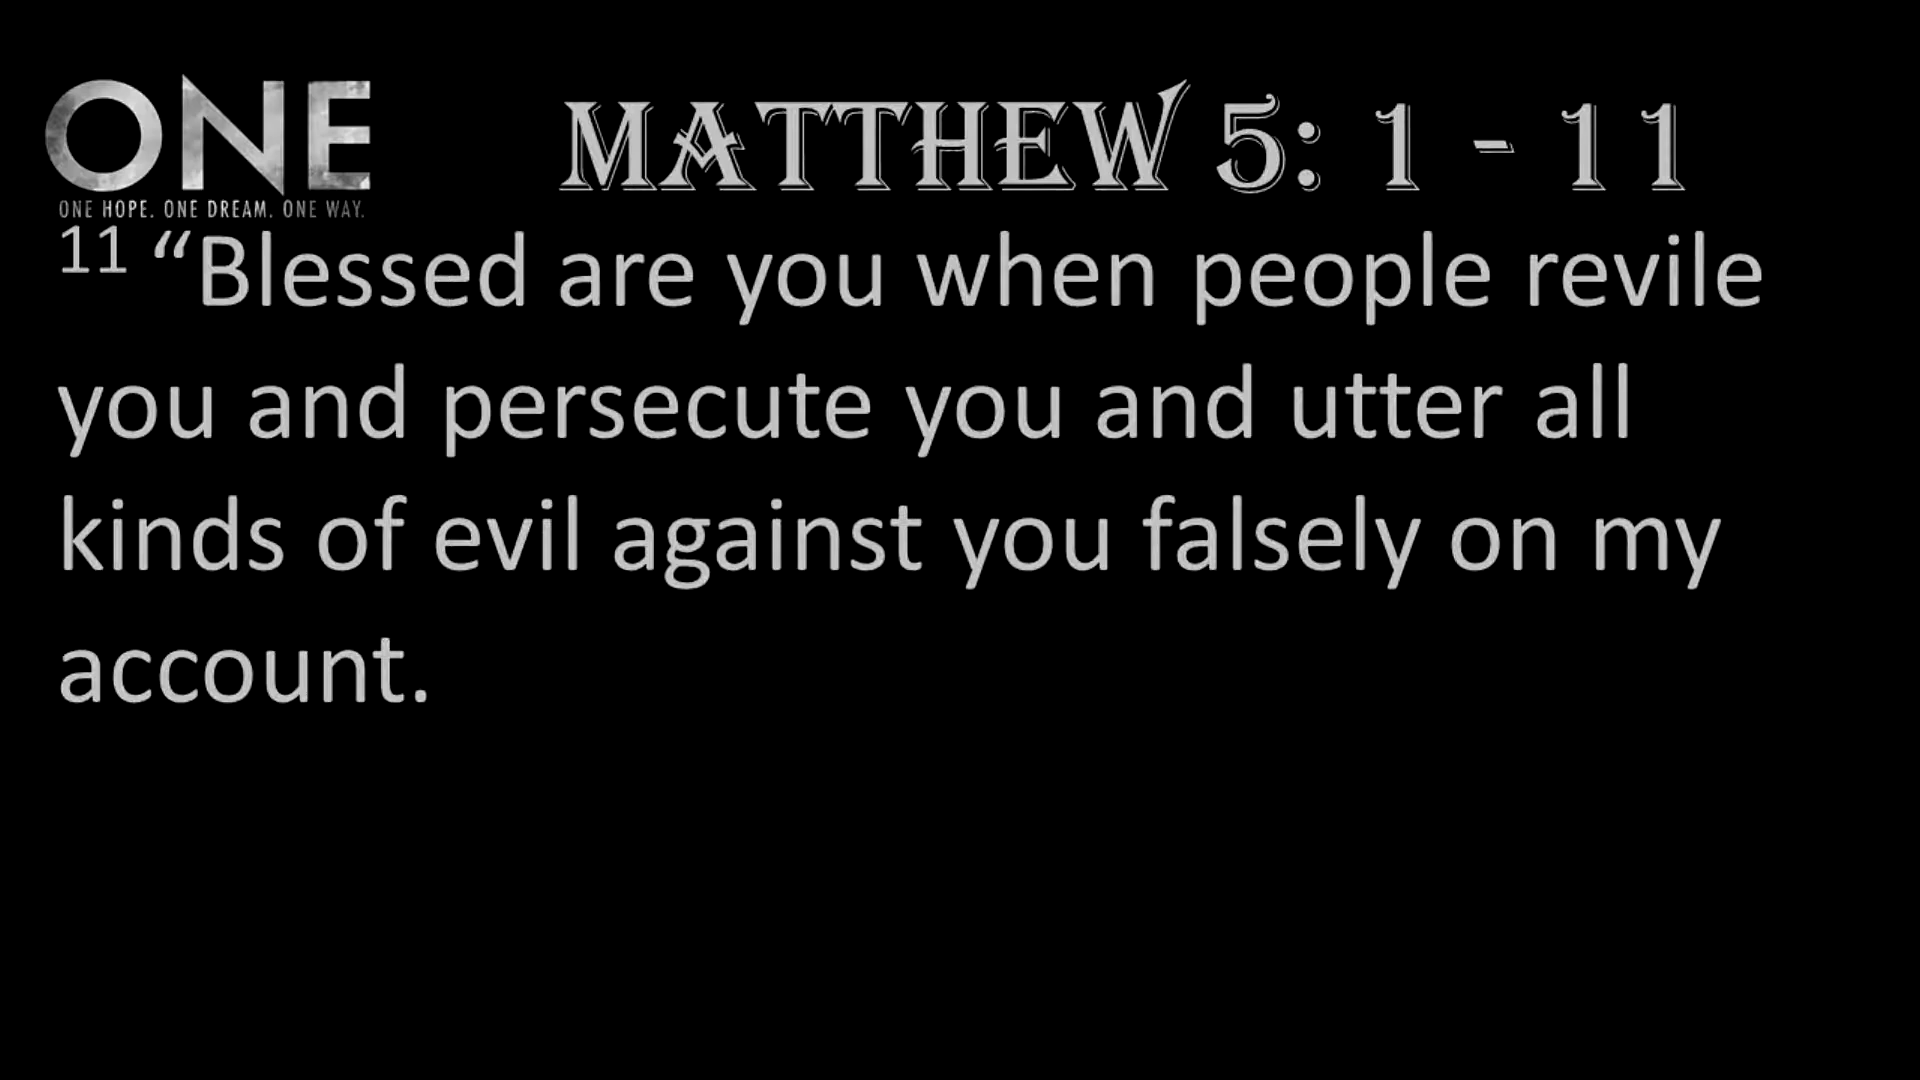 ONE
ONE HOPE. ONE DREAM. ONE WAY.
MATTHEW 5: 1 - 11
11 “Blessed are you when people revile
you and persecute you and utter all
kinds of evil against you falsely on my
account.